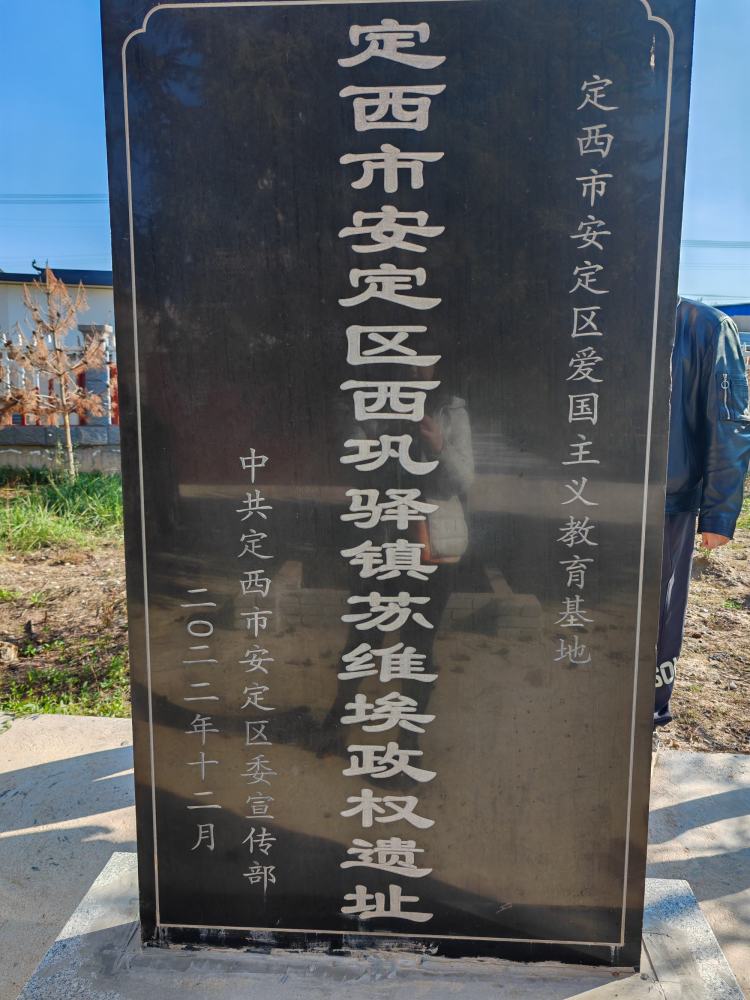 定西市安定区爱国主义教育基地
定西市安定区西巩驿镇苏维埃政权遗址
中共定西市安定区委宣传部
二〇二二年十二月